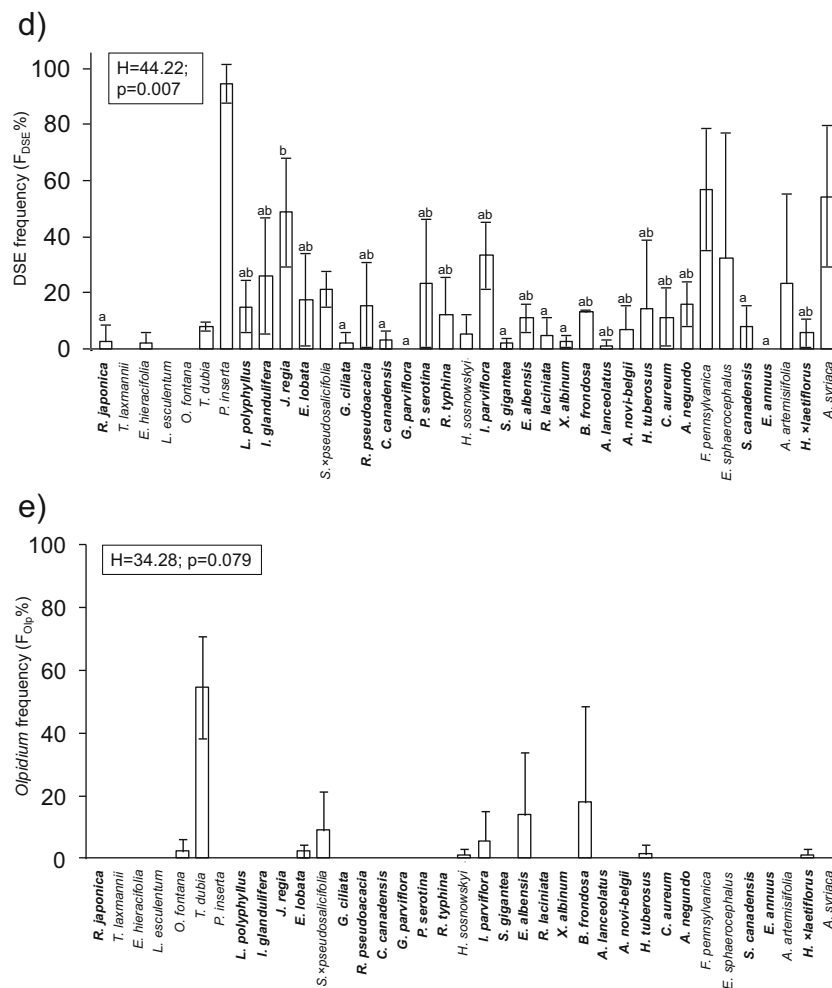 d)
H=44.22;
p=0.007
DSE frequency (F_DSE%)
100
80
60
40
20
0
a
a
ab
ab
b
ab
a
ab
a
a
ab
ab
ab
a
ab
a
a
ab
ab
ab
ab
ab
ab
a
a
ab
R. japonica
T. laxmannii
E. hieracifolia
L. esculentum
O. fontana
T. dubia
P. inserta
L. polyphyllus
I. glandulifera
J. regia
E. lobata
S.×pseudosalicifolia
G. ciliata
R. pseudoacacia
C. canadensis
G. parviflora
P. serotina
R. typhina
H. sosnowskyi
I. parviflora
S. gigantea
E. albensis
R. laciniata
X. albinum
B. frondosa
A. lanceolatus
A. novi-belgii
H. tuberosus
C. aureum
A. negundo
F. pennsylvanica
E. sphaerocephalus
S. canadensis
E. annuus
A. artemisiifolia
H. ×laetiflorus
A. syriaca
e)
H=34.28; p=0.079
Olpidium frequency (F_Olp%)
100
80
60
40
20
0
R. japonica
T. laxmannii
E. hieracifolia
L. esculentum
O. fontana
T. dubia
P. inserta
L. polyphyllus
I. glandulifera
J. regia
E. lobata
S.×pseudosalicifolia
G. ciliata
R. pseudoacacia
C. canadensis
G. parviflora
P. serotina
R. typhina
H. sosnowskyi
I. parviflora
S. gigantea
E. albensis
R. laciniata
X. albinum
B. frondosa
A. lanceolatus
A. novi-belgii
H. tuberosus
C. aureum
A. negundo
F. pennsylvanica
E. sphaerocephalus
S. canadensis
E. annuus
A. artemisiifolia
H. ×laetiflorus
A. syriaca